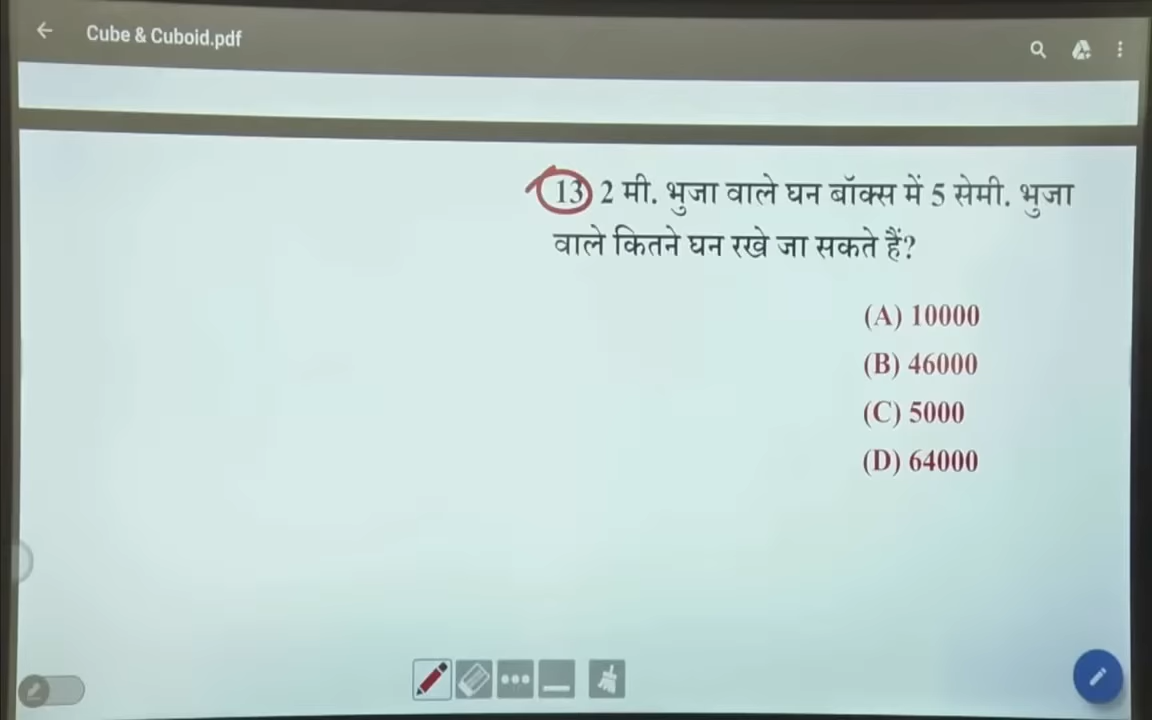 Cube & Cuboid.pdf
13 2 मी. भुजा वाले घन बॉक्स में 5 सेमी. भुजा
वाले कितने घन रखे जा सकते हैं?
(A) 10000
(B) 46000
(C) 5000
(D) 64000